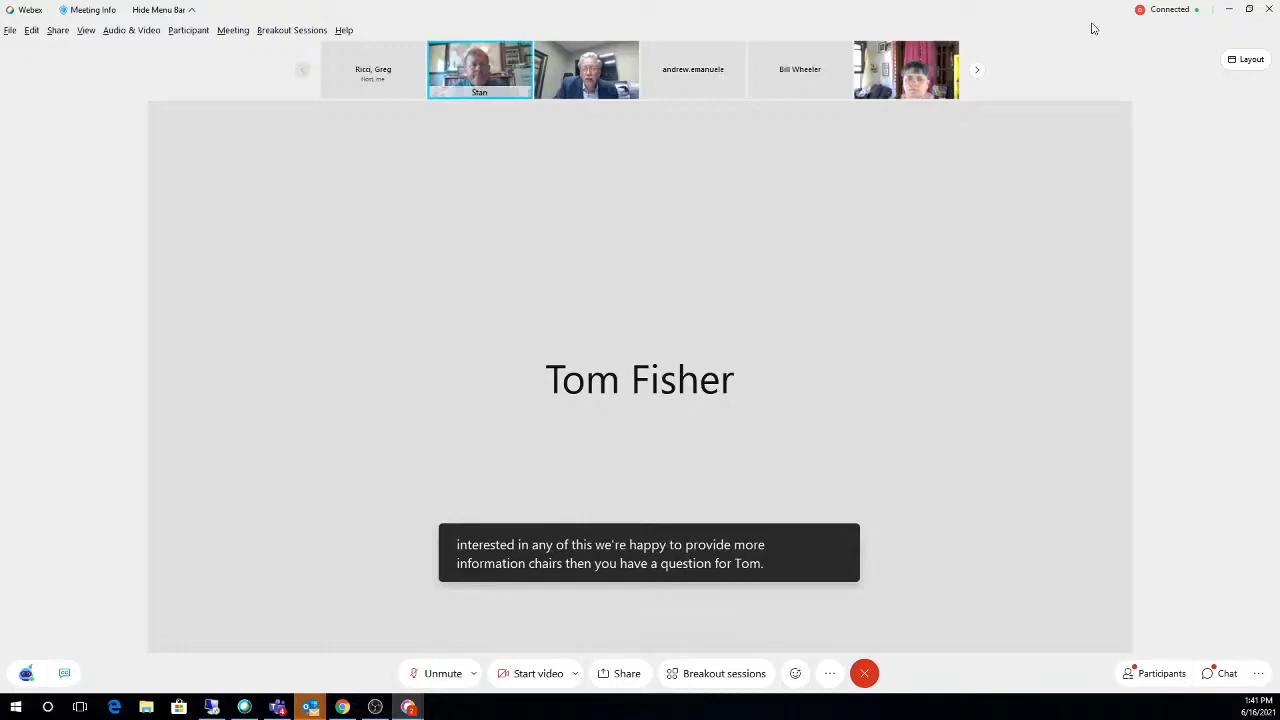 Webex
Meeting Info
Hide Menu Bar
Connected
File
Edit
Share
View
Audio & Video
Participant
Meeting
Breakout Sessions
Help
Ricci, Greg
Host, me
Stan
andrew.emanuele
Bill Wheeler
Layout
Tom Fisher
interested in any of this we're happy to provide more
information chairs then you have a question for Tom.
Unmute
Start video
Share
Breakout sessions
Participants
Chat
1:41 PM
6/16/2021